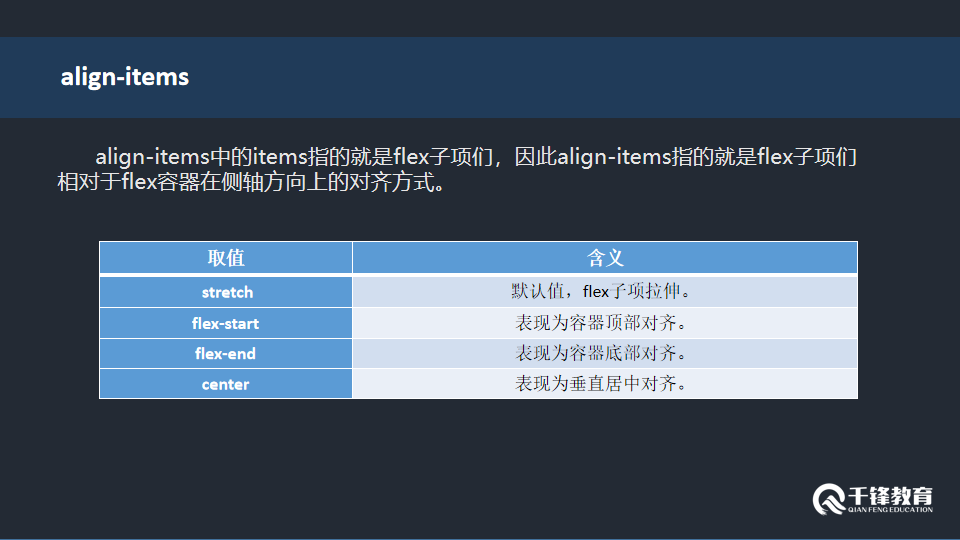 align-items
align-items中的items指的就是flex子项们，因此align-items指的就是flex子项们
相对于flex容器在侧轴方向上的对齐方式。
取值 含义
stretch 默认值，flex子项拉伸。
flex-start 表现为容器顶部对齐。
flex-end 表现为容器底部对齐。
center 表现为垂直居中对齐。
千锋教育
QIAN FENG EDUCATION